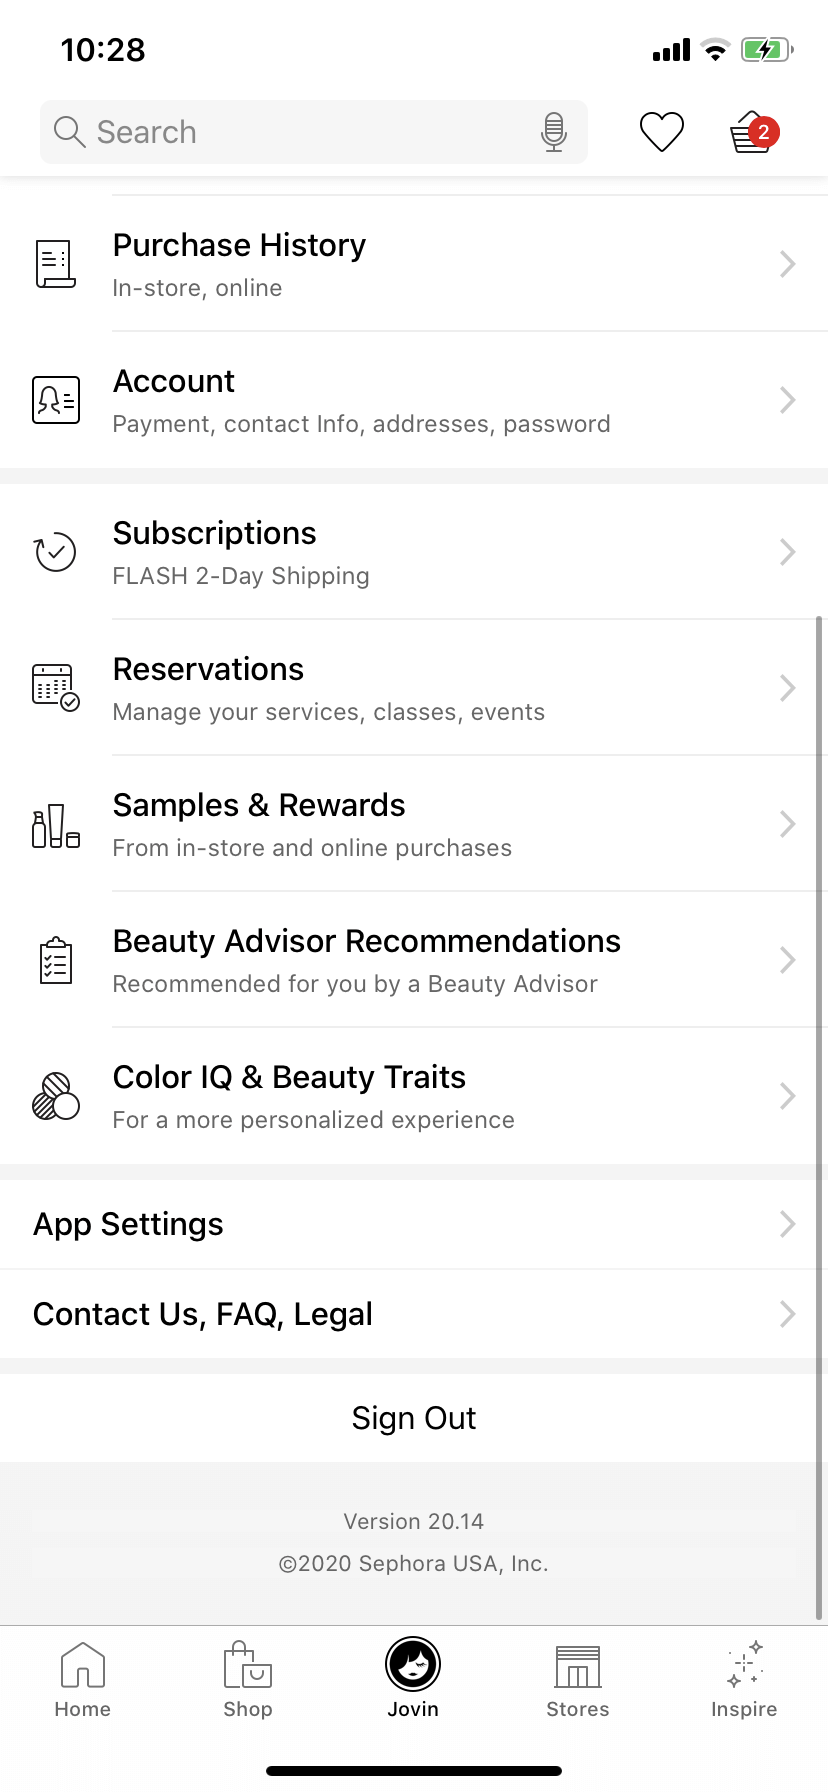 10:28
Search
2
Purchase History
In-store, online
Account
Payment, contact Info, addresses, password
Subscriptions
FLASH 2-Day Shipping
Reservations
Manage your services, classes, events
Samples & Rewards
From in-store and online purchases
Beauty Advisor Recommendations
Recommended for you by a Beauty Advisor
Color IQ & Beauty Traits
For a more personalized experience
App Settings
Contact Us, FAQ, Legal
Sign Out
Version 20.14
©2020 Sephora USA, Inc.
Home Shop Jovin Stores Inspire